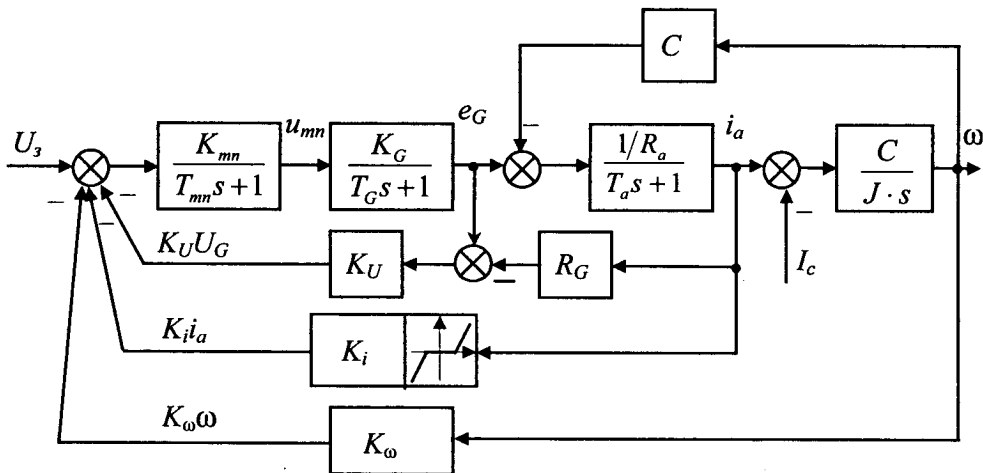 C
U_з
K_mn
T_mn s + 1
u_mn
K_G
T_G s + 1
e_G
1/R_a
T_a s + 1
i_a
C
J · s
ω
I_c
K_U U_G
K_U
R_G
K_i i_a
K_i
K_ω ω
K_ω